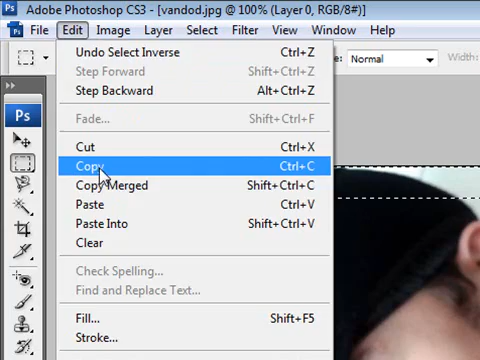 Ps Adobe Photoshop CS3 - [vandod.jpg @ 100% (Layer 0, RGB/8#)]
File Edit Image Layer Select Filter View Window Help
Mode: Normal Width:
Ps
Undo Select Inverse Ctrl+Z
Step Forward Shift+Ctrl+Z
Step Backward Alt+Ctrl+Z
Fade... Shift+Ctrl+F
Cut Ctrl+X
Copy Ctrl+C
Copy Merged Shift+Ctrl+C
Paste Ctrl+V
Paste Into Shift+Ctrl+V
Clear
Check Spelling...
Find and Replace Text...
Fill... Shift+F5
Stroke...